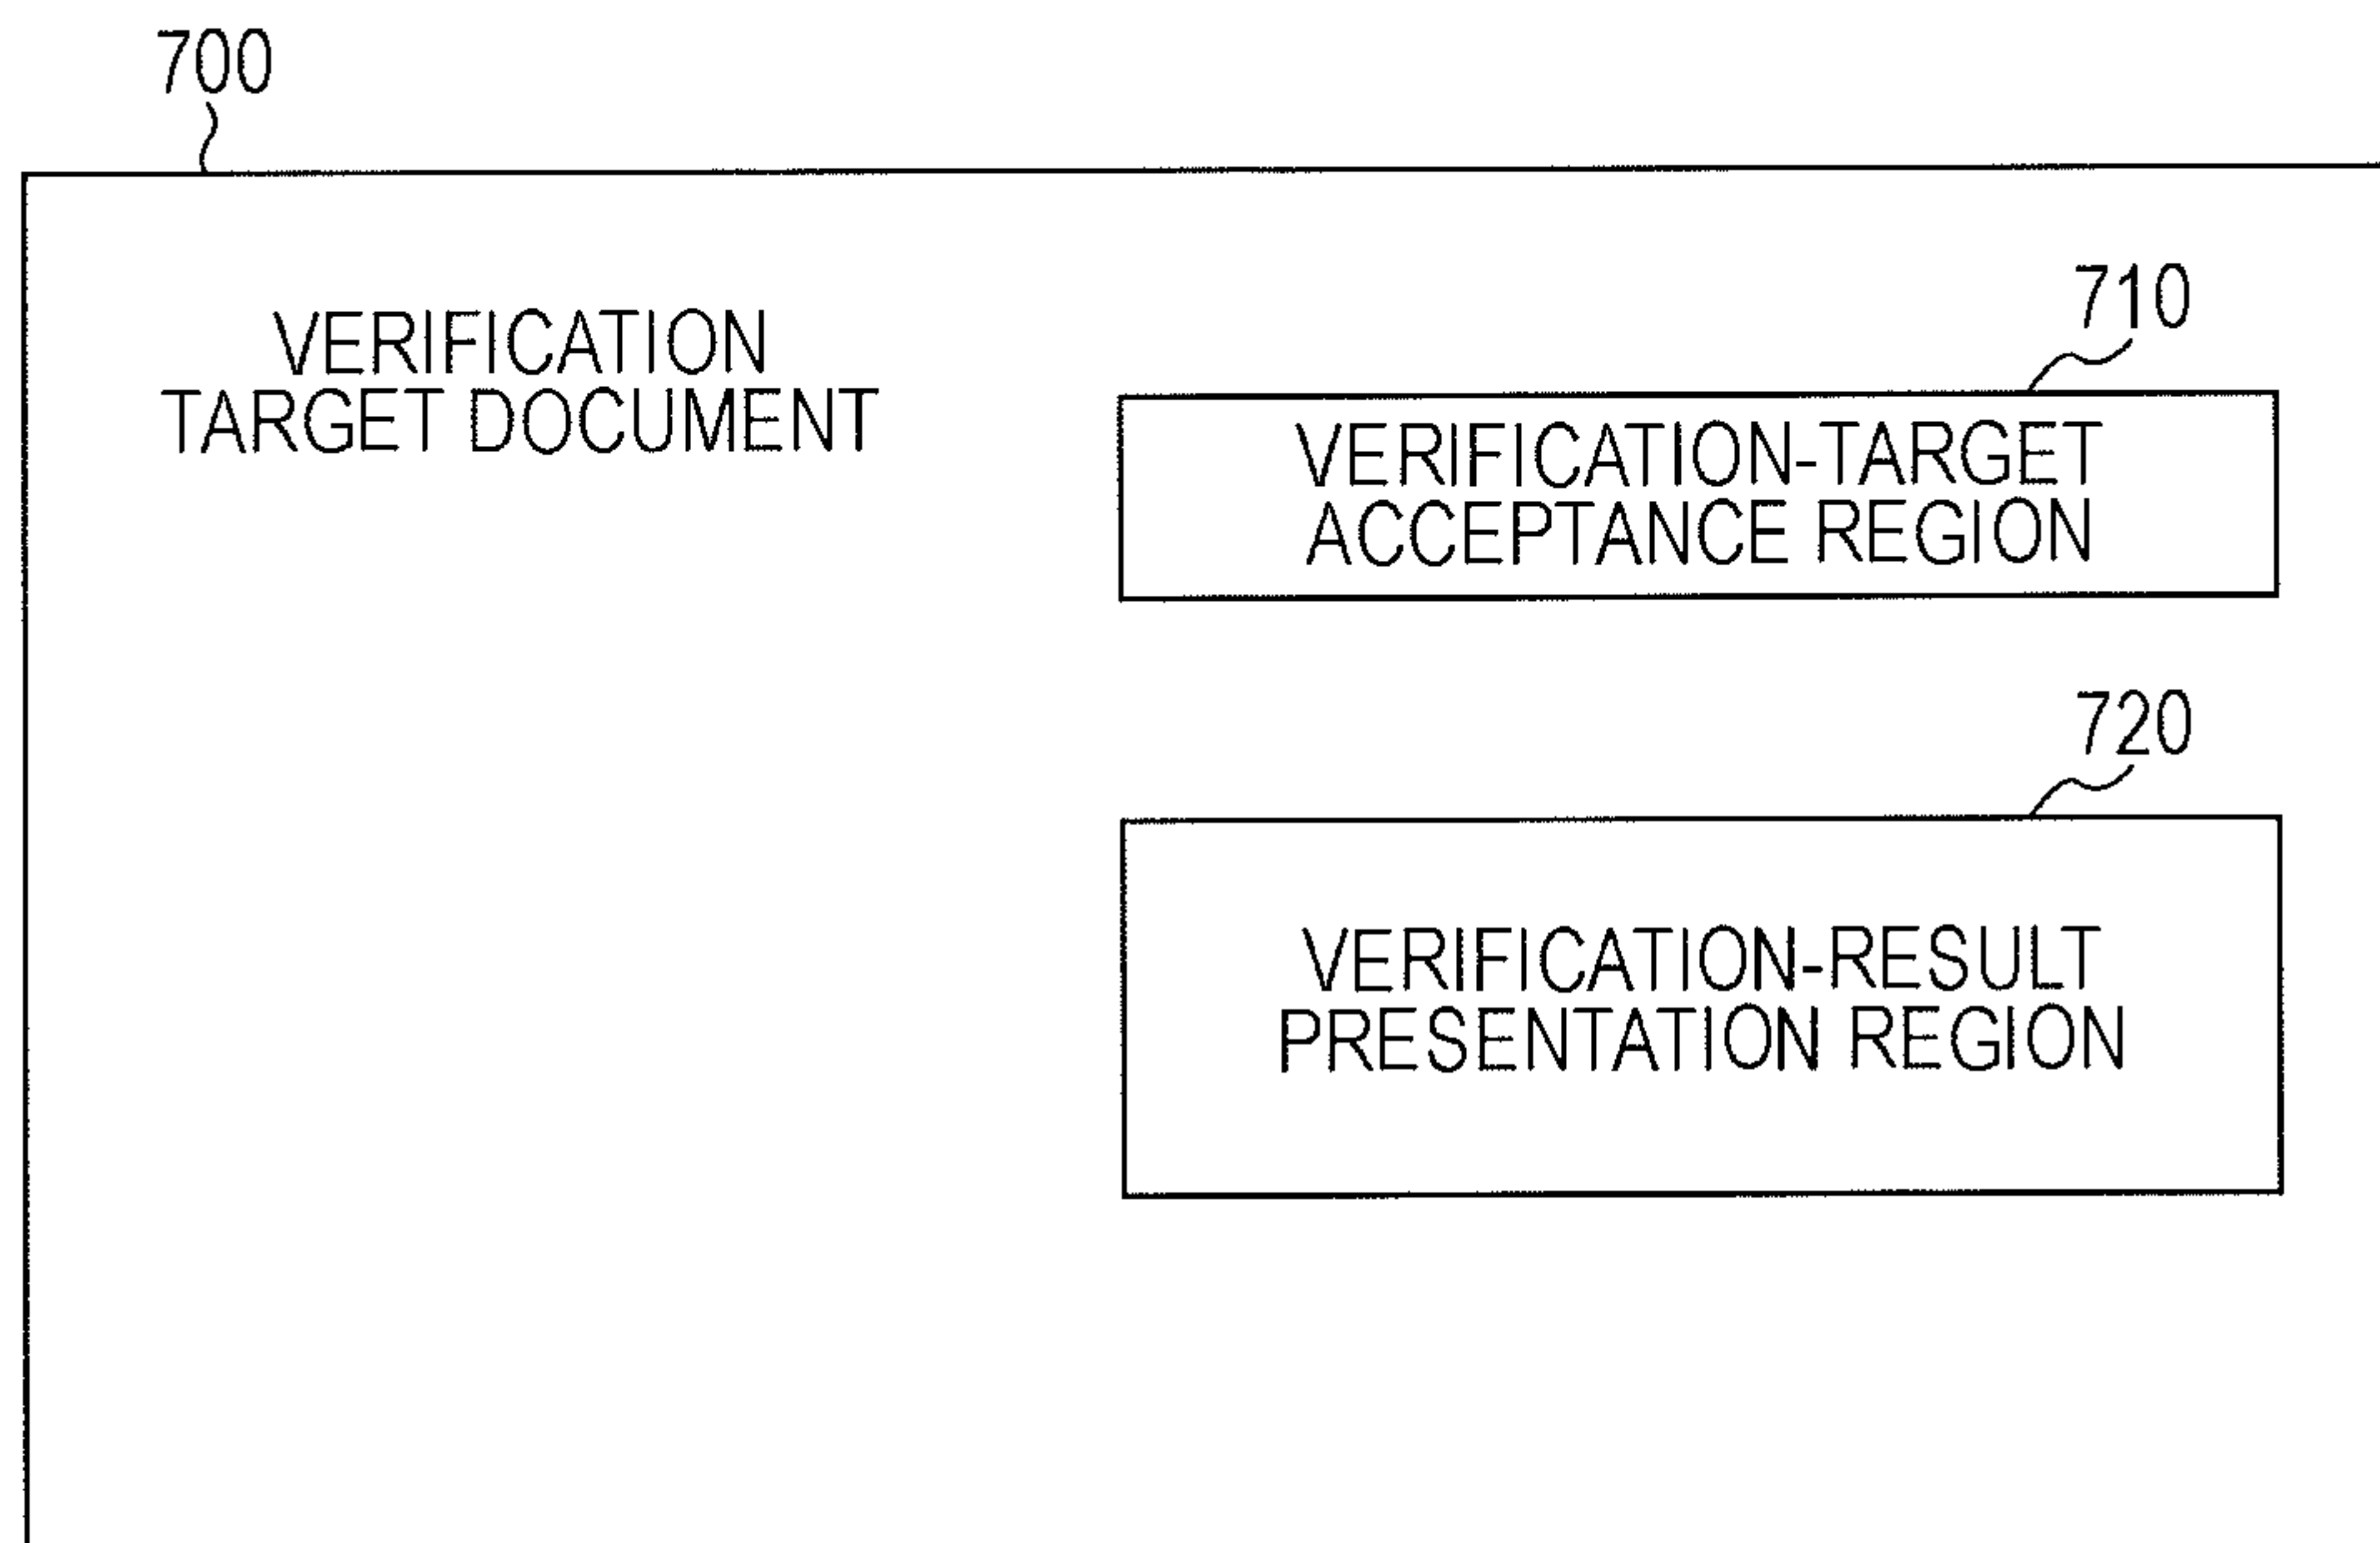 700
VERIFICATION
TARGET DOCUMENT
710
VERIFICATION-TARGET
ACCEPTANCE REGION
720
VERIFICATION-RESULT
PRESENTATION REGION